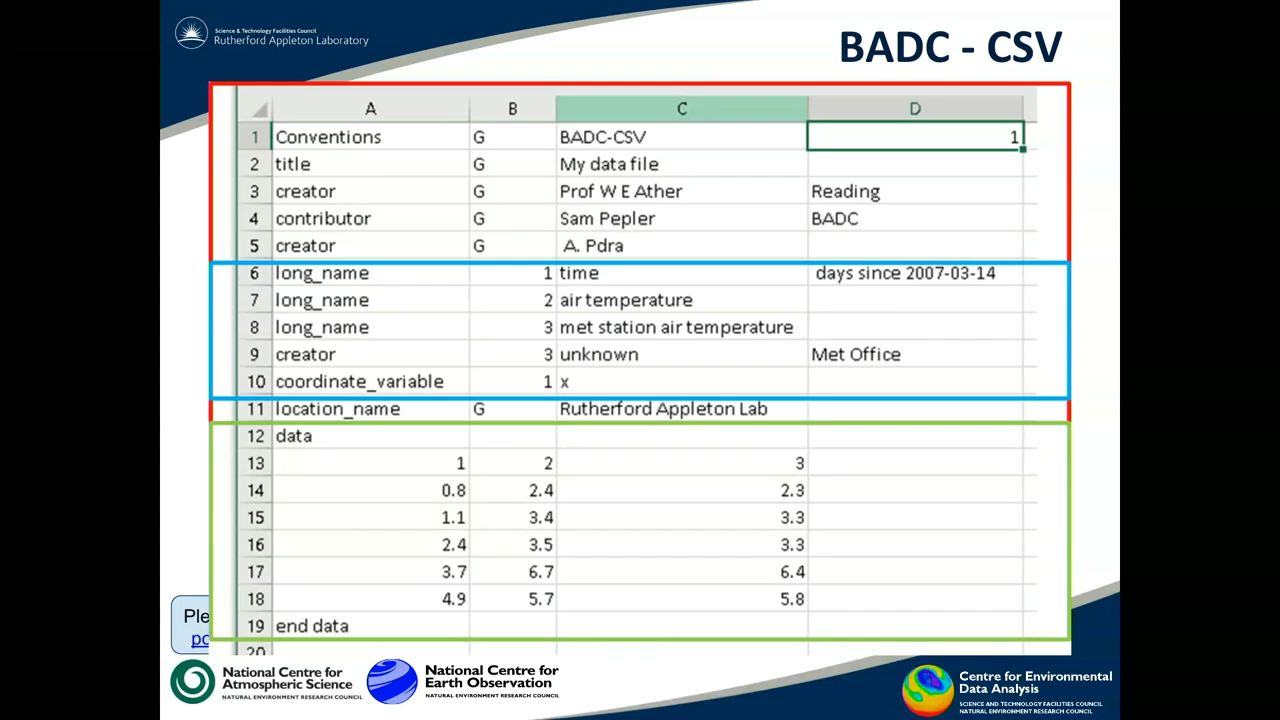 Science & Technology Facilities Council
Rutherford Appleton Laboratory
BADC - CSV
A B C D
1 Conventions G BADC-CSV 1
2 title G My data file
3 creator G Prof W E Ather Reading
4 contributor G Sam Pepler BADC
5 creator G A. Pdra
6 long_name 1 time days since 2007-03-14
7 long_name 2 air temperature
8 long_name 3 met station air temperature
9 creator 3 unknown Met Office
10 coordinate_variable 1 x
11 location_name G Rutherford Appleton Lab
12 data
13 1 2 3
14 0.8 2.4 2.3
15 1.1 3.4 3.3
16 2.4 3.5 3.3
17 3.7 6.7 6.4
18 4.9 5.7 5.8
19 end data
20
National Centre for
Atmospheric Science
NATURAL ENVIRONMENT RESEARCH COUNCIL
National Centre for
Earth Observation
NATURAL ENVIRONMENT RESEARCH COUNCIL
Centre for Environmental
Data Analysis
SCIENCE AND TECHNOLOGY FACILITIES COUNCIL
NATURAL ENVIRONMENT RESEARCH COUNCIL